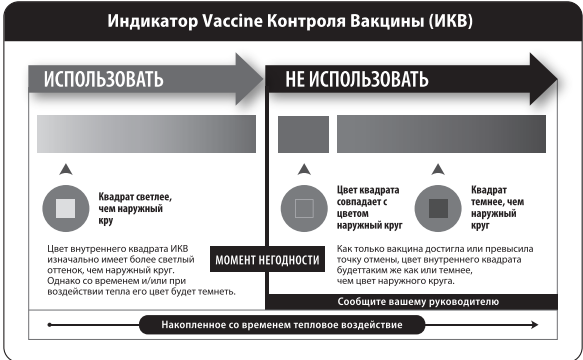 Индикатор Vaccine Контроля Вакцины (ИКВ)
ИСПОЛЬЗОВАТЬ
НЕ ИСПОЛЬЗОВАТЬ
Квадрат светлее,
чем наружный
кру
Цвет квадрата
совпадает с
цветом
наружный круг
Квадрат
темнее, чем
наружный
круг
Цвет внутреннего квадрата ИКВ
изначально имеет более светлый
оттенок, чем наружный круг.
Однако со временем и/или при
воздействии тепла его цвет будет темнеть.
МОМЕНТ НЕГОДНОСТИ
Как только вакцина достигла или превысила
точку отмены, цвет внутреннего квадрата
будеттаким же как или темнее,
чем цвет наружного круга.
Сообщите вашему руководителю
Накопленное со временем тепловое воздействие